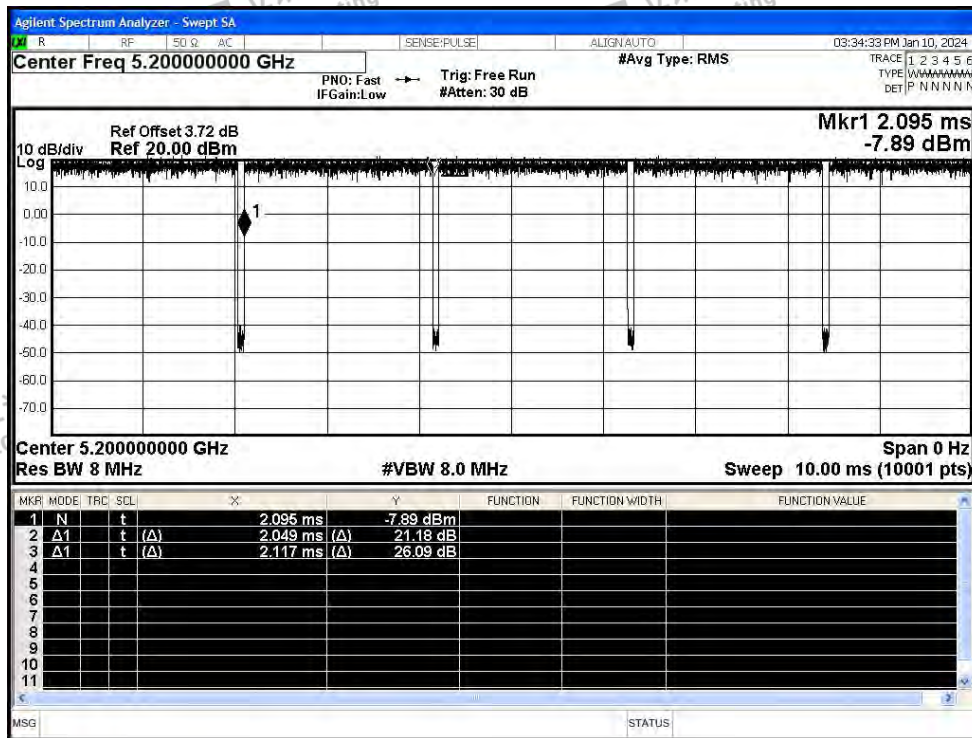 Agilent Spectrum Analyzer - Swept SA
R RF 50 Ω AC SENSE:PULSE ALIGN AUTO 03:34:33 PM Jan 10, 2024
Center Freq 5.200000000 GHz #Avg Type: RMS TRACE 1 2 3 4 5 6
PNO: Fast Trig: Free Run TYPE WWWWWW
IFGain:Low #Atten: 30 dB DET P N N N N N
Mkr1 2.095 ms
Ref Offset 3.72 dB
10 dB/div Ref 20.00 dBm -7.89 dBm
Log
10.0
0.00
1
-10.0
-20.0
-30.0
-40.0
-50.0
-60.0
-70.0
Center 5.200000000 GHz Span 0 Hz
Res BW 8 MHz #VBW 8.0 MHz Sweep 10.00 ms (10001 pts)
MKR MODE TRC SCL X Y FUNCTION FUNCTION WIDTH FUNCTION VALUE
1 N t 2.095 ms -7.89 dBm
2 Δ1 t (Δ) 2.049 ms (Δ) 21.18 dB
3 Δ1 t (Δ) 2.117 ms (Δ) 26.09 dB
4
5
6
7
8
9
10
11
MSG STATUS